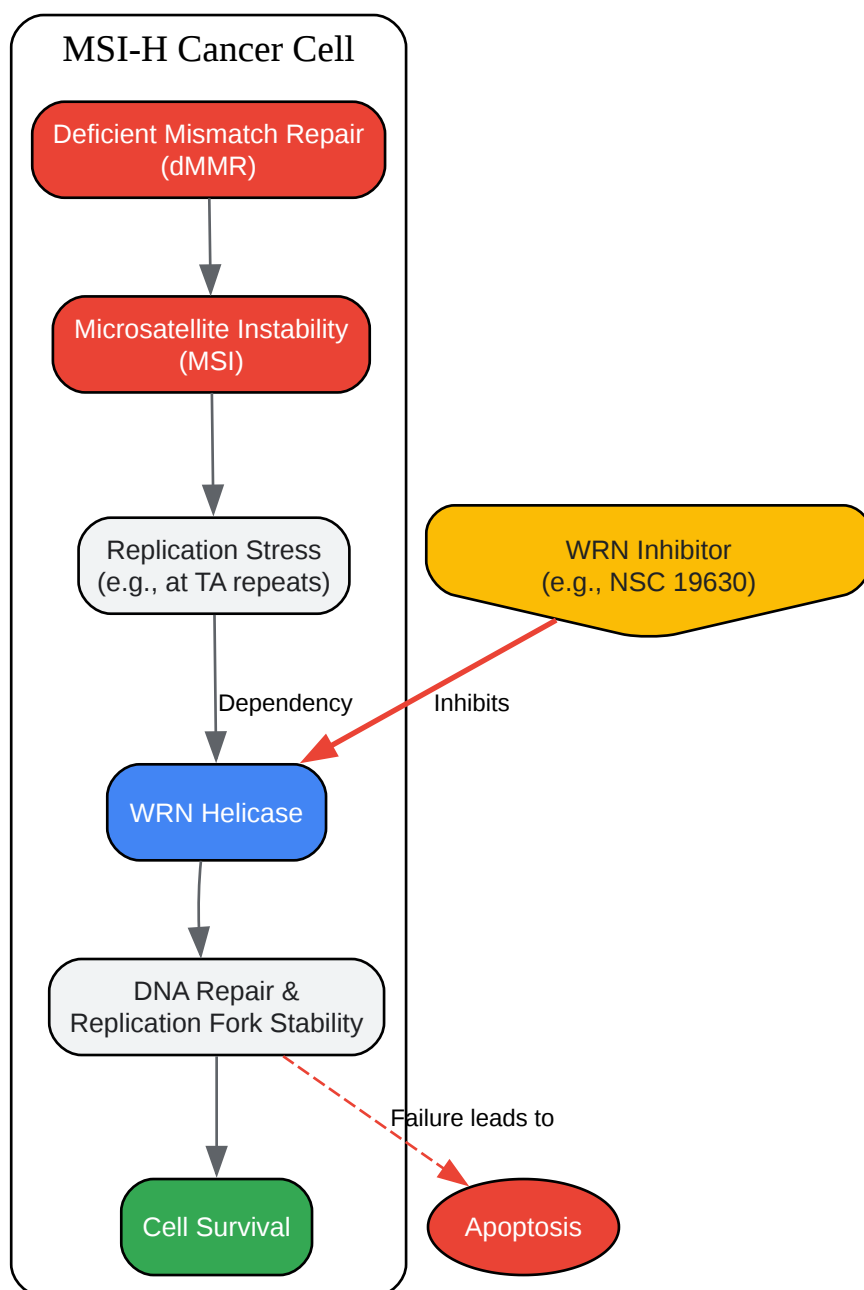 MSI-H Cancer Cell
Deficient Mismatch Repair
(dMMR)
Microsatellite Instability
(MSI)
Replication Stress
(e.g., at TA repeats)
WRN Inhibitor
(e.g., NSC 19630)
Dependency
Inhibits
WRN Helicase
DNA Repair &
Replication Fork Stability
Failure leads to
Cell Survival
Apoptosis